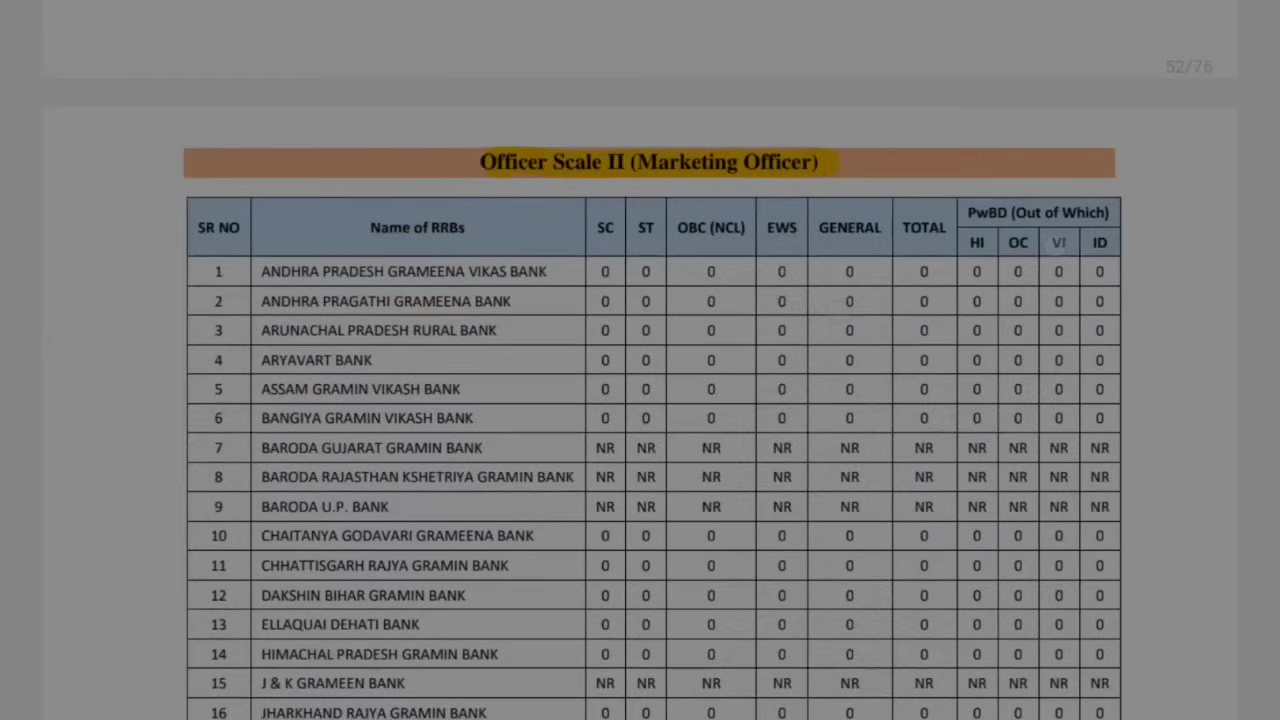 52/76
Officer Scale II (Marketing Officer)
SR NO Name of RRBs SC ST OBC (NCL) EWS GENERAL TOTAL PwBD (Out of Which)
HI OC VI ID
1 ANDHRA PRADESH GRAMEENA VIKAS BANK 0 0 0 0 0 0 0 0 0 0
2 ANDHRA PRAGATHI GRAMEENA BANK 0 0 0 0 0 0 0 0 0 0
3 ARUNACHAL PRADESH RURAL BANK 0 0 0 0 0 0 0 0 0 0
4 ARYAVART BANK 0 0 0 0 0 0 0 0 0 0
5 ASSAM GRAMIN VIKASH BANK 0 0 0 0 0 0 0 0 0 0
6 BANGIYA GRAMIN VIKASH BANK 0 0 0 0 0 0 0 0 0 0
7 BARODA GUJARAT GRAMIN BANK NR NR NR NR NR NR NR NR NR NR
8 BARODA RAJASTHAN KSHETRIYA GRAMIN BANK NR NR NR NR NR NR NR NR NR NR
9 BARODA U.P. BANK NR NR NR NR NR NR NR NR NR NR
10 CHAITANYA GODAVARI GRAMEENA BANK 0 0 0 0 0 0 0 0 0 0
11 CHHATTISGARH RAJYA GRAMIN BANK 0 0 0 0 0 0 0 0 0 0
12 DAKSHIN BIHAR GRAMIN BANK 0 0 0 0 0 0 0 0 0 0
13 ELLAQUAI DEHATI BANK 0 0 0 0 0 0 0 0 0 0
14 HIMACHAL PRADESH GRAMIN BANK 0 0 0 0 0 0 0 0 0 0
15 J & K GRAMEEN BANK NR NR NR NR NR NR NR NR NR NR
16 JHARKHAND RAJYA GRAMIN BANK 0 0 0 0 0 0 0 0 0 0